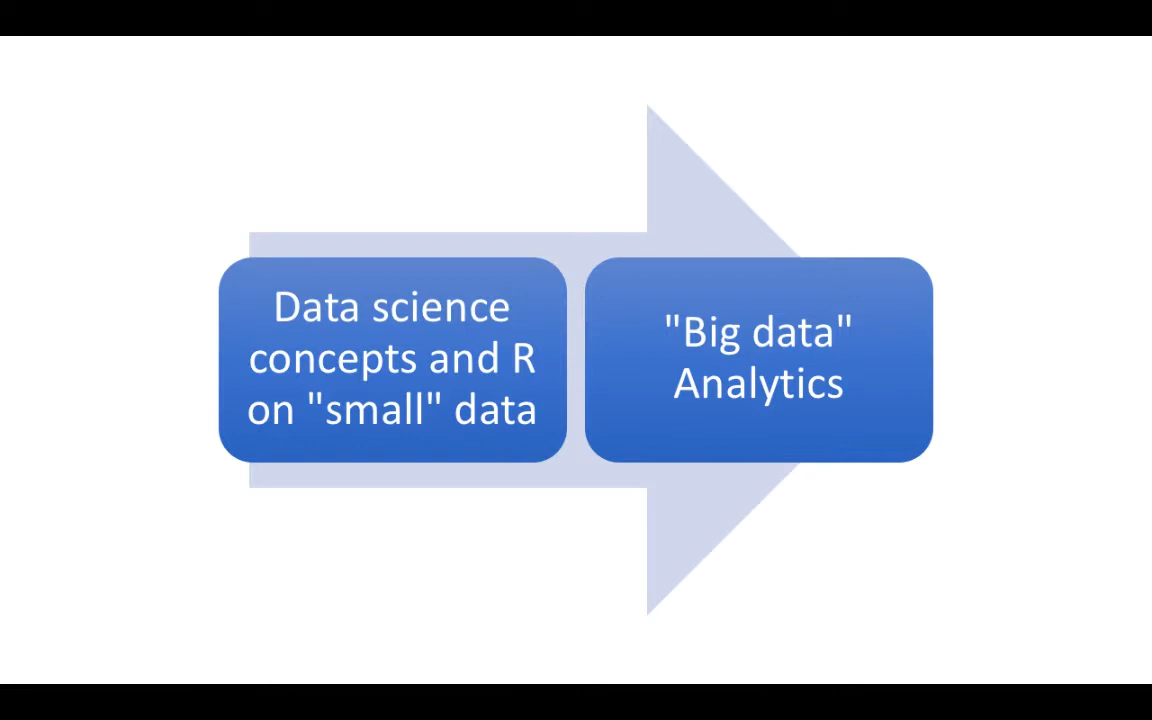 Data science
concepts and R
on "small" data
"Big data"
Analytics